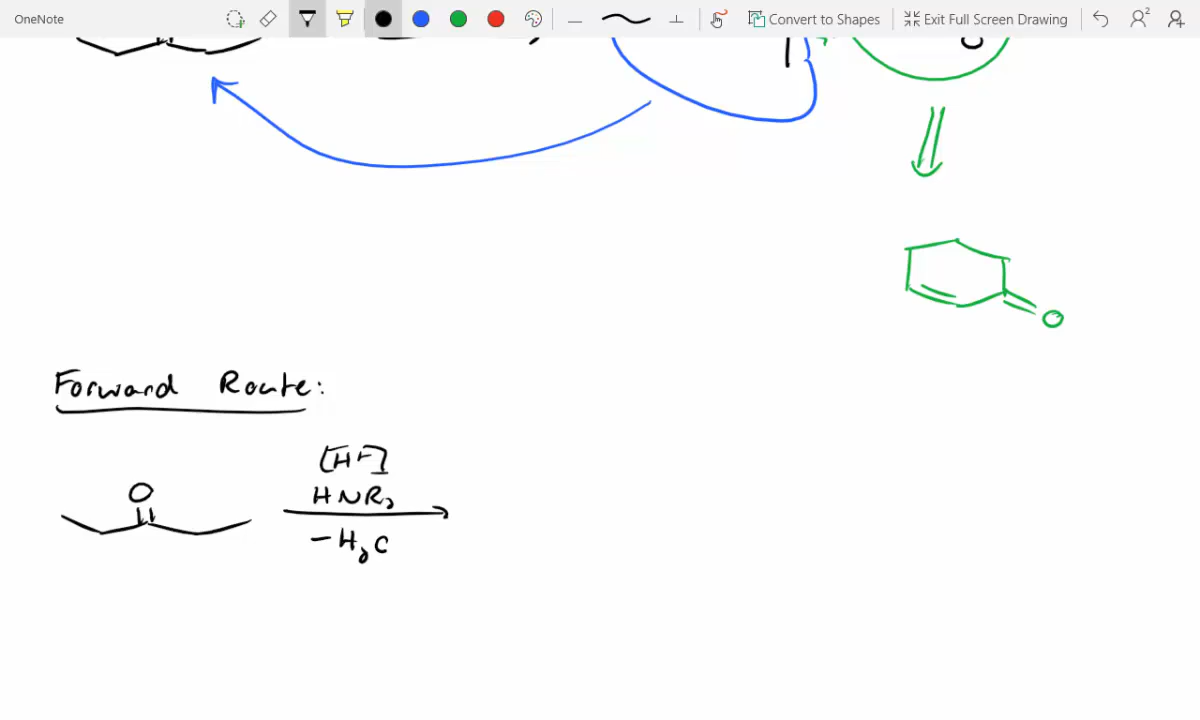 OneNote
Convert to Shapes
Exit Full Screen Drawing
O
Forward Route:
[H+]
O
HNR₂
-H₂O